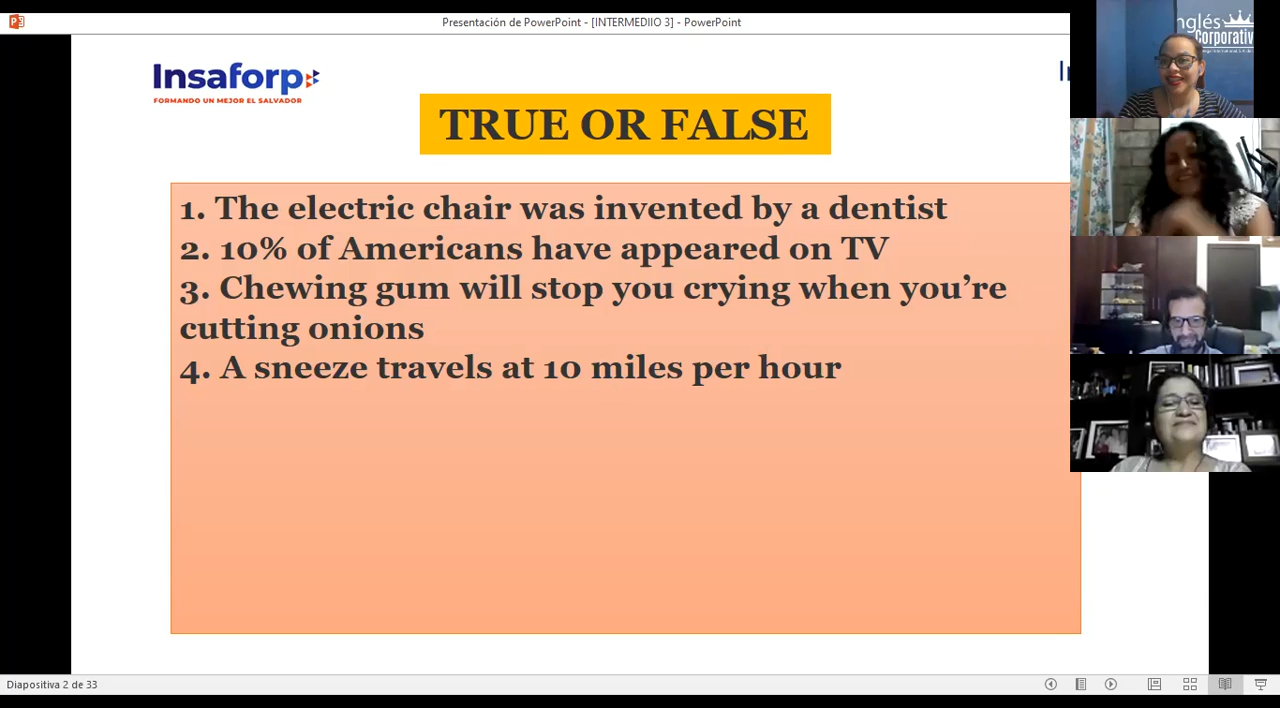 Presentación de PowerPoint - [INTERMEDIIO 3] - PowerPoint
Insaforp
FORMANDO UN MEJOR EL SALVADOR
TRUE OR FALSE
1. The electric chair was invented by a dentist
2. 10% of Americans have appeared on TV
3. Chewing gum will stop you crying when you're
cutting onions
4. A sneeze travels at 10 miles per hour
nglés
Corporativ
Diapositiva 2 de 33